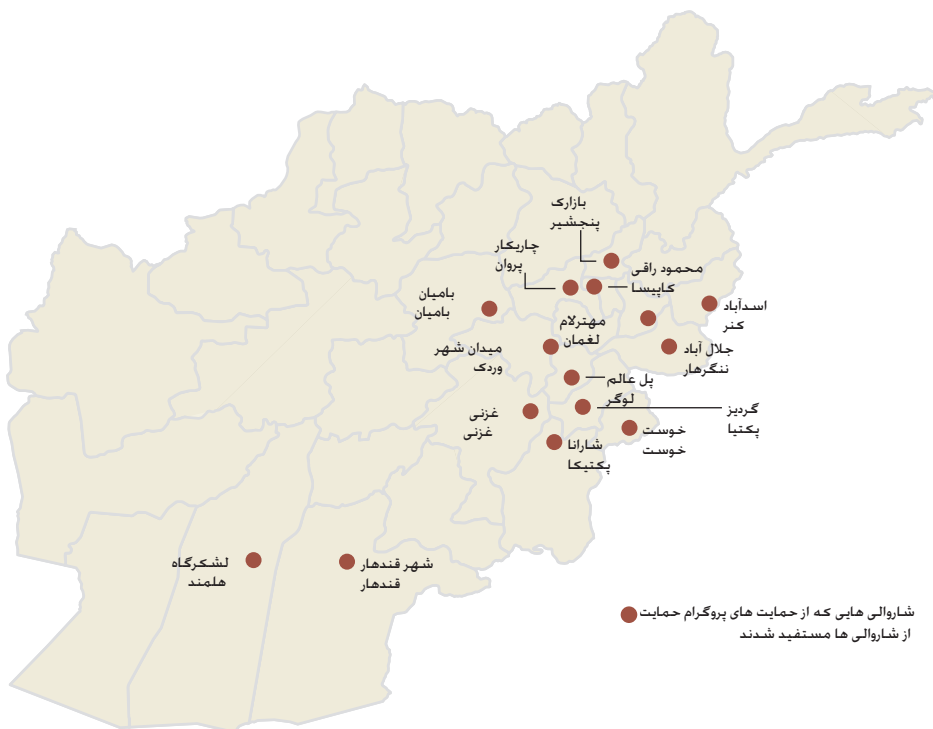 بازارک
پنجشیر
چاریکار
پروان
محمود راقی
کاپیسا
بامیان
بامیان
اسدآباد
کنر
مهترلام
لغمان
میدان شهر
وردک
جلال آباد
ننگرهار
پل عالم
لوگر
گردیز
پکتیا
غزنی
غزنی
خوست
خوست
شارانا
پکتیکا
لشکرگاه
هلمند
شهر قندهار
قندهار
شاروالی هایی که از حمایت های پروگرام حمایت
از شاروالی ها مستفید شدند